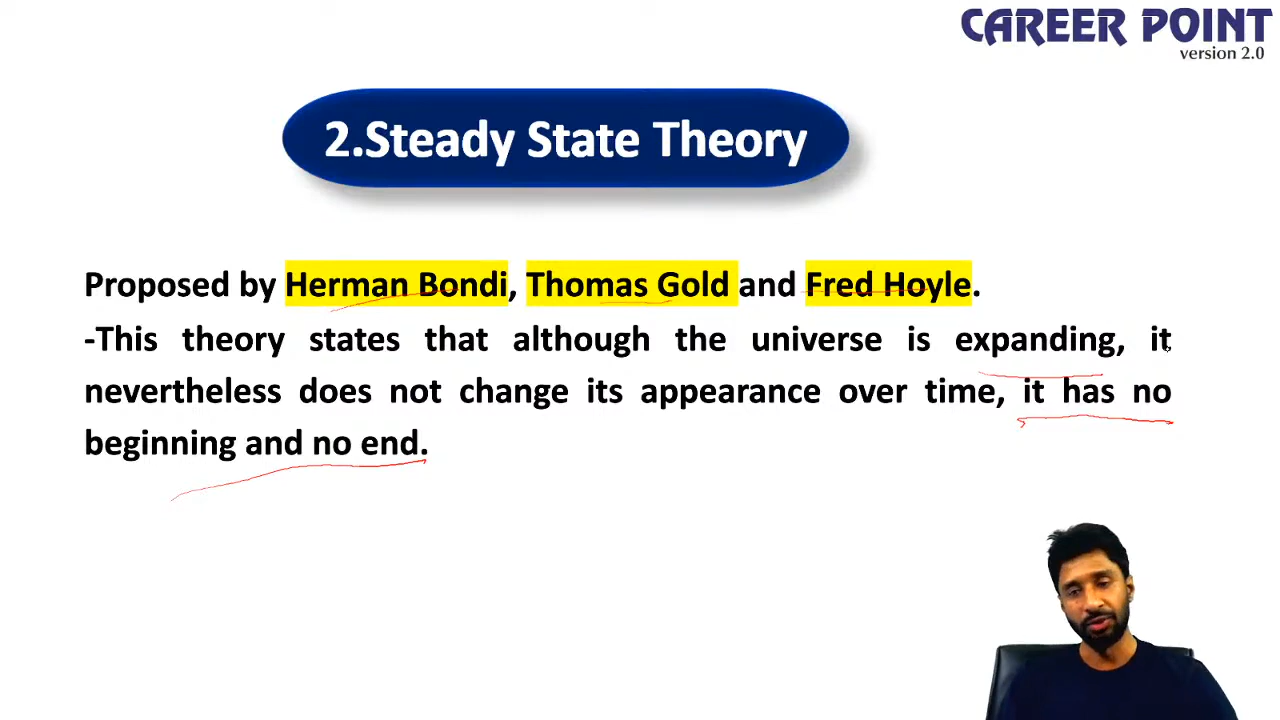 CAREER POINT
version 2.0
2.Steady State Theory
Proposed by Herman Bondi, Thomas Gold and Fred Hoyle.
-This theory states that although the universe is expanding, it
nevertheless does not change its appearance over time, it has no
beginning and no end.